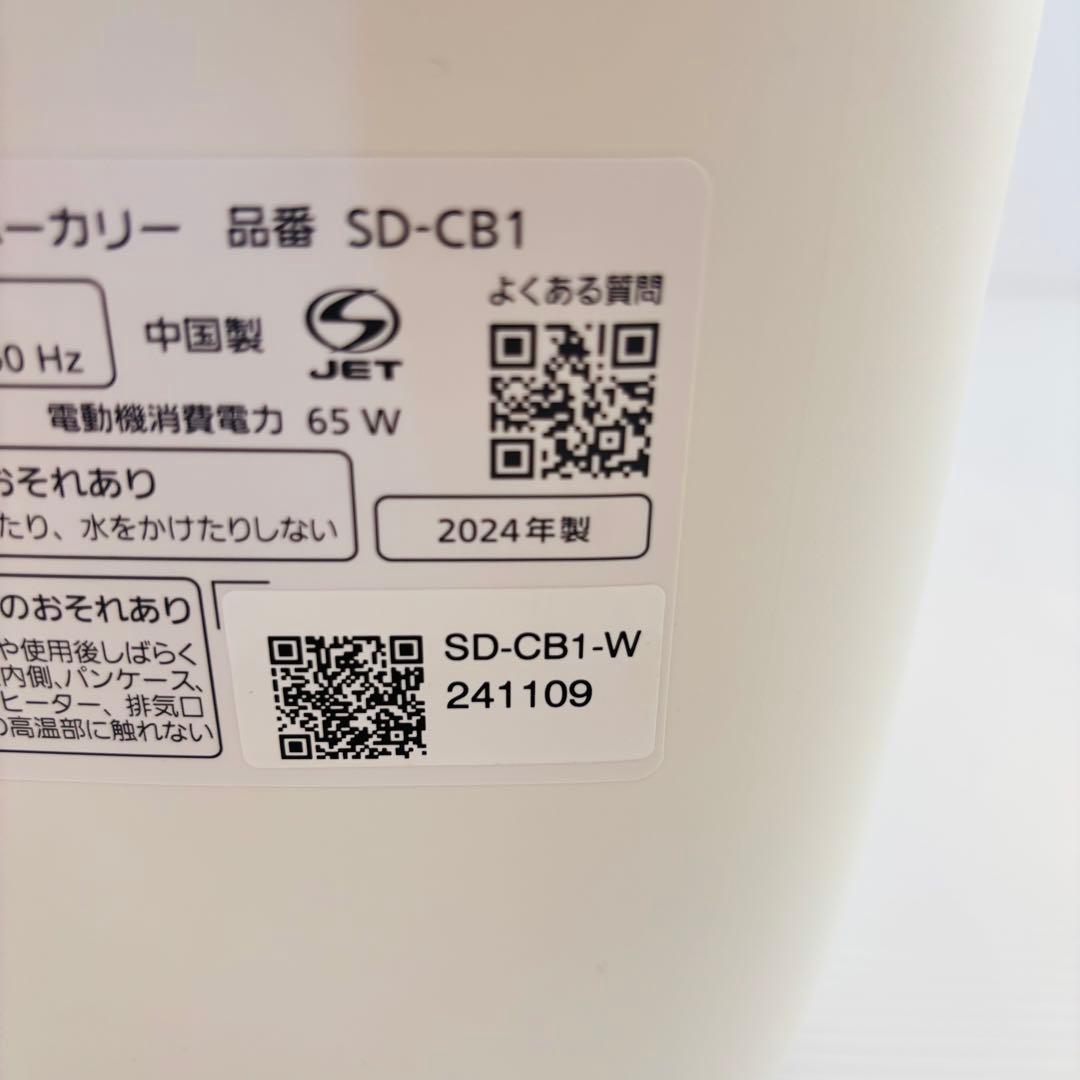 ベーカリー 品番 SD-CB1
よくある質問
60 Hz
中国製
JET
電動機消費電力 65 W
おそれあり
たり、水をかけたりしない
2024年製
のおそれあり
や使用後しばらく
内側、パンケース、
ヒーター、排気口
の高温部に触れない
SD-CB1-W
241109